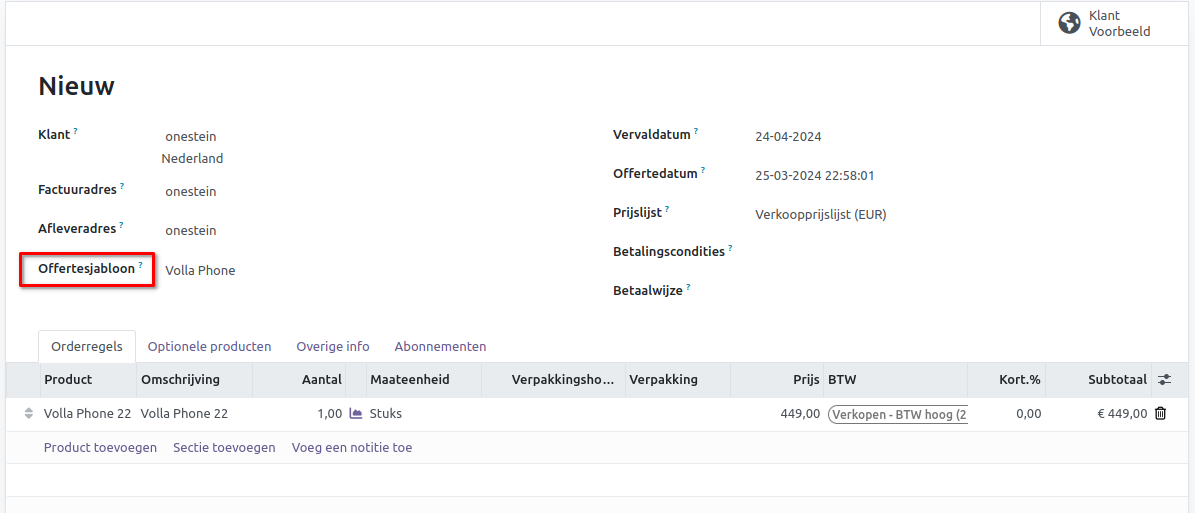 Klant
Voorbeeld
Nieuw
Klant ? onestein
Nederland
Factuuradres ? onestein
Afleveradres ? onestein
Offertesjabloon ? Volla Phone
Vervaldatum ? 24-04-2024
Offertedatum ? 25-03-2024 22:58:01
Prijslijst ? Verkoopprijslijst (EUR)
Betalingscondities ?
Betaalwijze ?
Orderregels Optionele producten Overige info Abonnementen
Product Omschrijving Aantal Maateenheid Verpakkingsho... Verpakking Prijs BTW Kort.% Subtotaal
Volla Phone 22 Volla Phone 22 1,00 Stuks 449,00 Verkopen - BTW hoog (2 0,00 € 449,00
Product toevoegen Sectie toevoegen Voeg een notitie toe